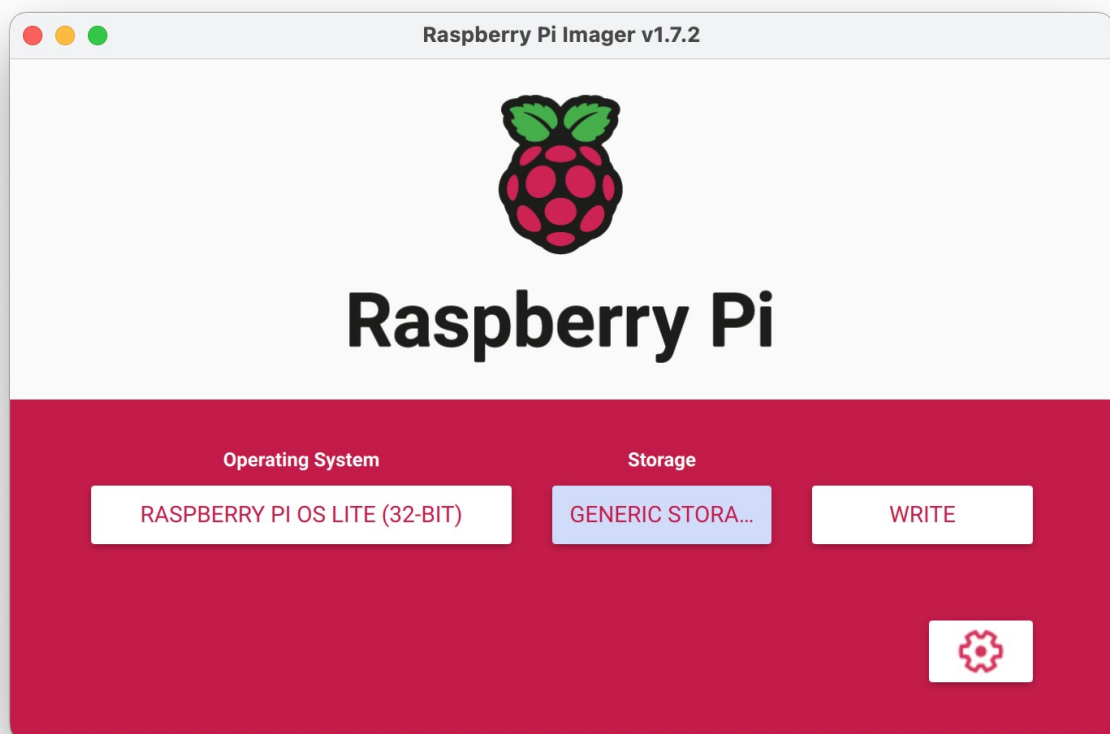 Raspberry Pi Imager v1.7.2
Raspberry Pi
Operating System
Storage
RASPBERRY PI OS LITE (32-BIT)
GENERIC STORA...
WRITE